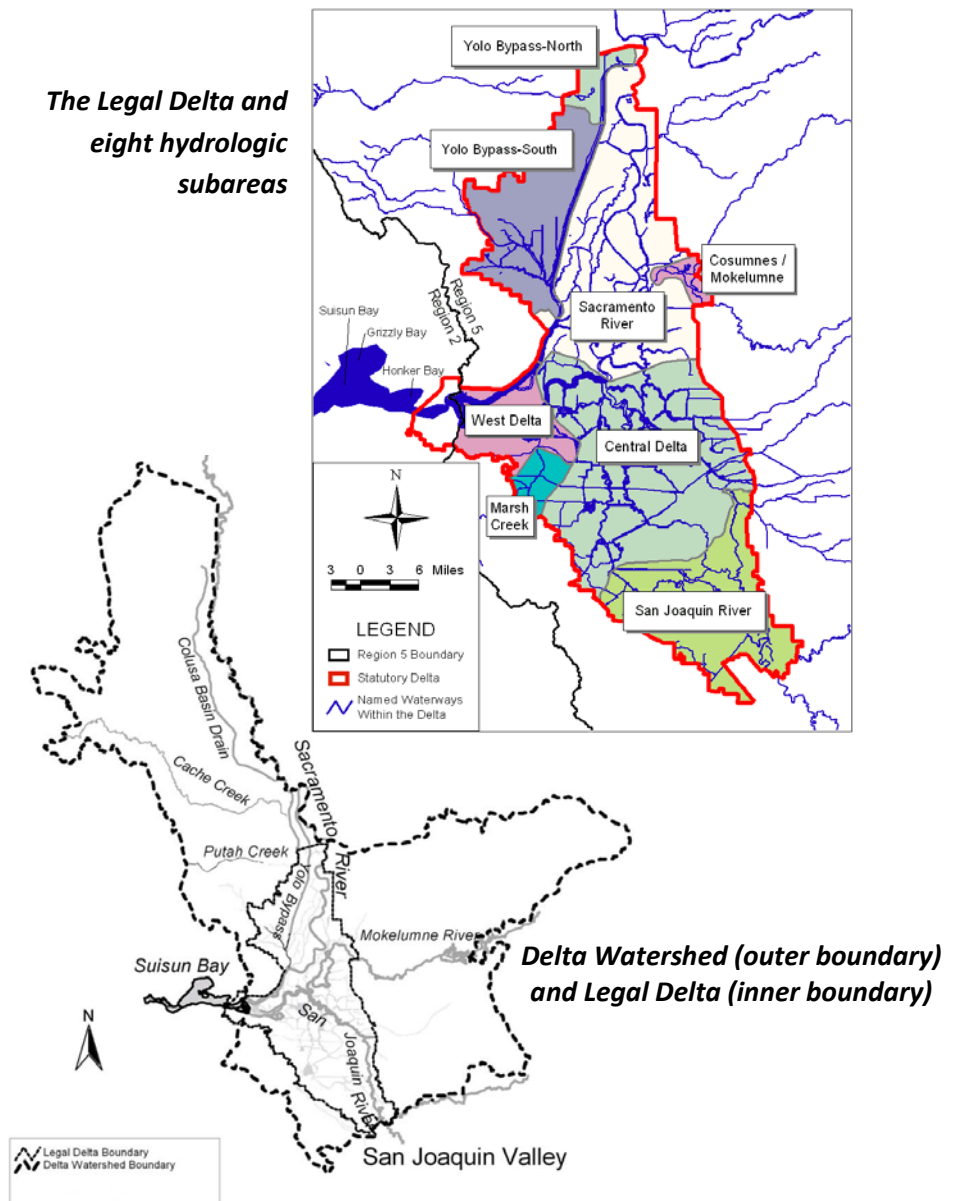 The Legal Delta and
eight hydrologic
subareas
Yolo Bypass-North
Yolo Bypass-South
Cosumnes /
Mokelumne
Sacramento
River
Region 5
Region 2
Suisun Bay
Grizzly Bay
Honker Bay
West Delta
Central Delta
Marsh
Creek
San Joaquin River
N
3 0 3 6 Miles
LEGEND
Region 5 Boundary
Statutory Delta
Named Waterways
Within the Delta
Colusa Basin Drain
Cache Creek
Sacramento
River
Putah Creek
Yolo Bypass
Mokelumne River
Suisun Bay
San
Joaquin River
N
San Joaquin Valley
Delta Watershed (outer boundary)
and Legal Delta (inner boundary)
Legal Delta Boundary
Delta Watershed Boundary